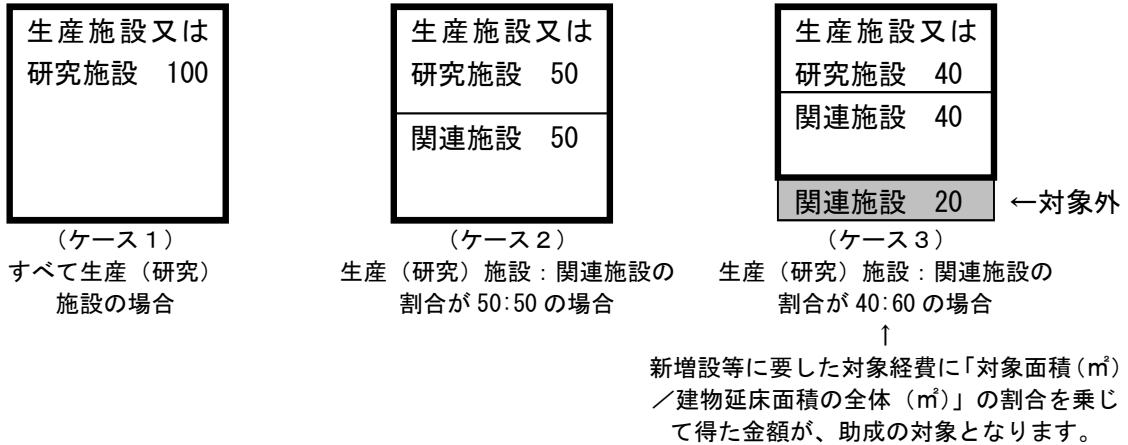 生産施設又は
研究施設　100
(ケース１)
すべて生産（研究）
施設の場合
生産施設又は
研究施設　50
関連施設　50
(ケース２)
生産（研究）施設：関連施設の
割合が 50:50 の場合
生産施設又は
研究施設　40
関連施設　40
関連施設　20
←対象外
(ケース３)
生産（研究）施設：関連施設の
割合が 40:60 の場合
↑
新増設等に要した対象経費に「対象面積（㎡）
／建物延床面積の全体（㎡）」の割合を乗じ
て得た金額が、助成の対象となります。